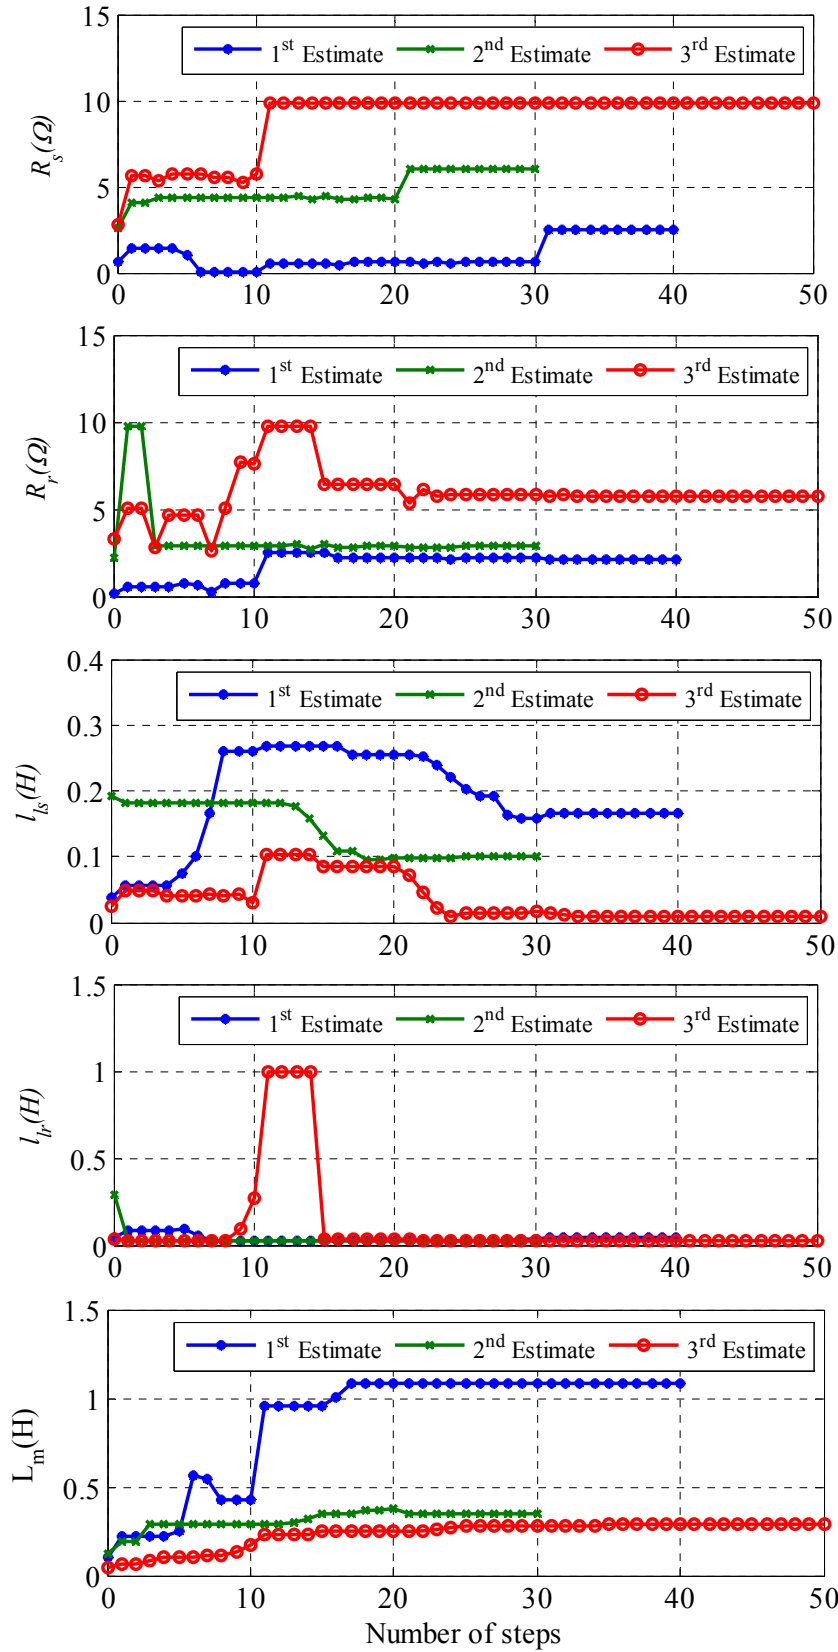 15
1st Estimate 2nd Estimate 3rd Estimate
10
Rs(Ω)
5
0
0 10 20 30 40 50
15
1st Estimate 2nd Estimate 3rd Estimate
10
Rr(Ω)
5
0
0 10 20 30 40 50
0.4
1st Estimate 2nd Estimate 3rd Estimate
0.3
lls(H)
0.2
0.1
0
0 10 20 30 40 50
1.5
1st Estimate 2nd Estimate 3rd Estimate
1
llr(H)
0.5
0
0 10 20 30 40 50
1.5
1st Estimate 2nd Estimate 3rd Estimate
1
Lm(H)
0.5
0
0 10 20 30 40 50
Number of steps